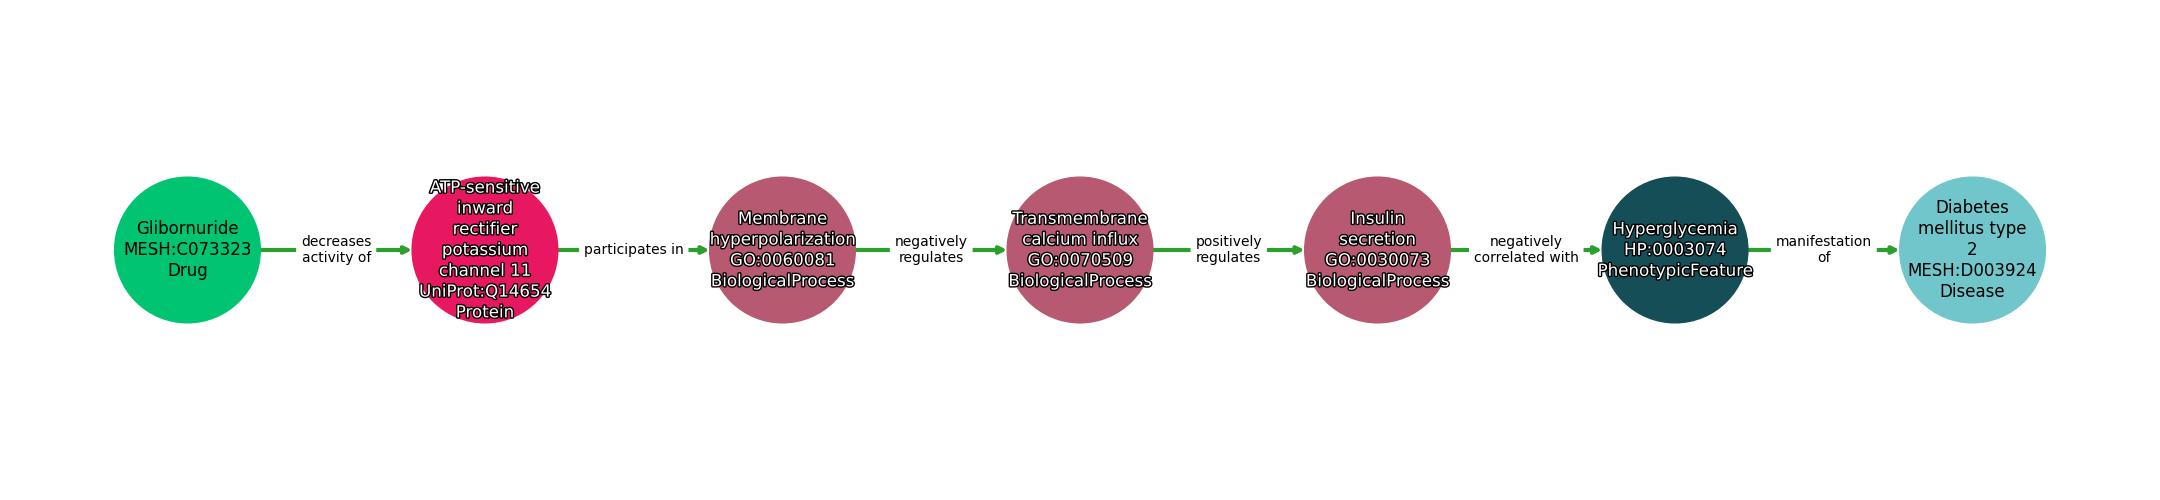 Glibornuride
MESH:C073323
Drug
decreases
activity of
ATP-sensitive
inward
rectifier
potassium
channel 11
UniProt:Q14654
Protein
participates in
Membrane
hyperpolarization
GO:0060081
BiologicalProcess
negatively
regulates
Transmembrane
calcium influx
GO:0070509
BiologicalProcess
positively
regulates
Insulin
secretion
GO:0030073
BiologicalProcess
negatively
correlated with
Hyperglycemia
HP:0003074
PhenotypicFeature
manifestation
of
Diabetes
mellitus type
2
MESH:D003924
Disease